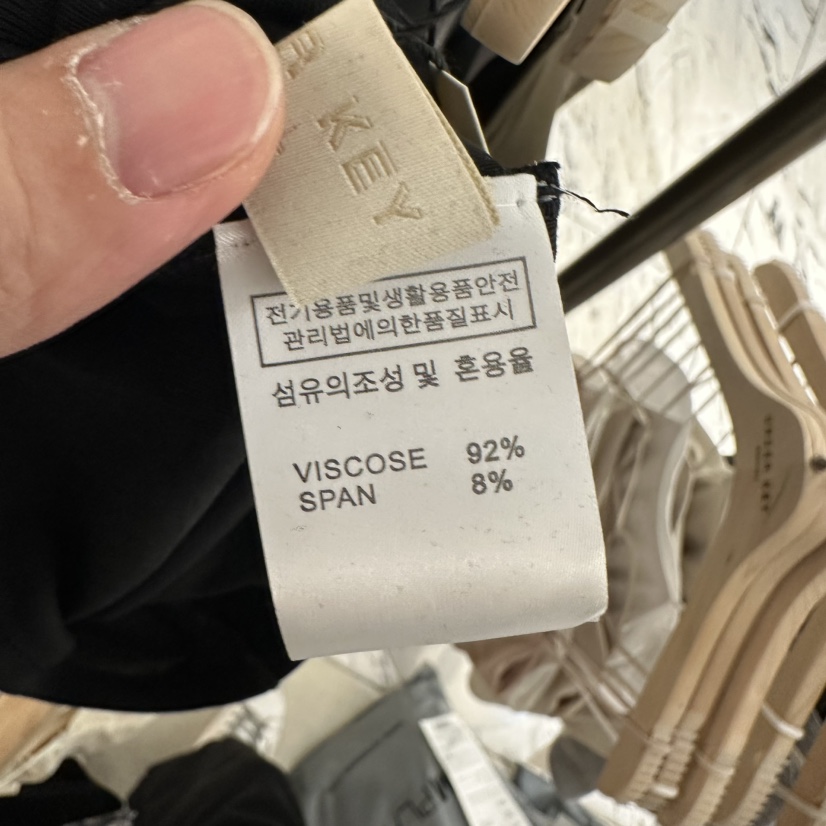 KEY
전기용품및생활용품안전
관리법에의한품질표시
섬유의조성 및 혼용율
VISCOSE 92%
SPAN 8%